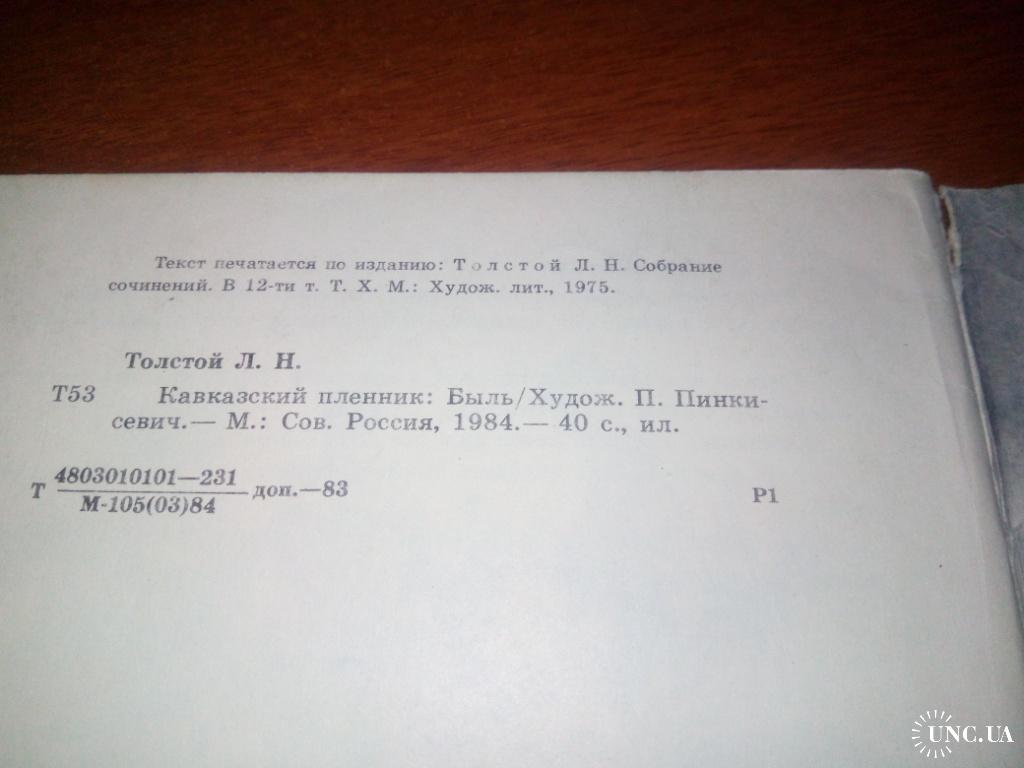 Текст печатается по изданию: Толстой Л. Н. Собрание
сочинений. В 12-ти т. Т. X. М.: Худож. лит., 1975.
Толстой Л. Н.
Т53 Кавказский пленник: Быль/Худож. П. Пинки-
севич.— М.: Сов. Россия, 1984.— 40 с., ил.
4803010101—231
Т доп.—83
М-105(03)84
Р1
UNC.UA